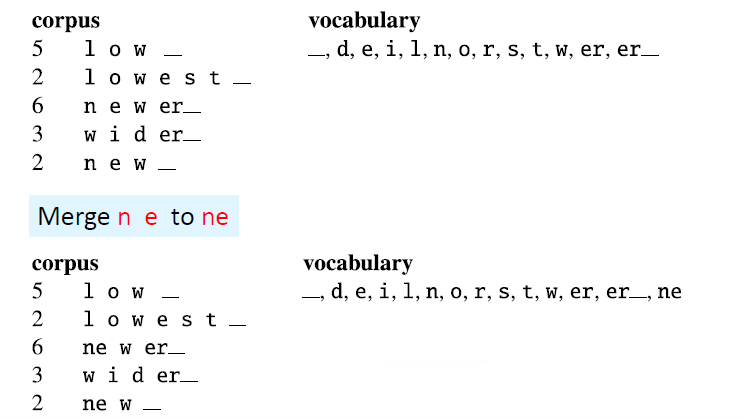 corpus vocabulary
5 l o w _ _, d, e, i, l, n, o, r, s, t, w, er, er_
2 l o w e s t _
6 n e w er_
3 w i d er_
2 n e w _
Merge n e to ne
corpus vocabulary
5 l o w _ _, d, e, i, l, n, o, r, s, t, w, er, er_, ne
2 l o w e s t _
6 ne w er_
3 w i d er_
2 ne w _